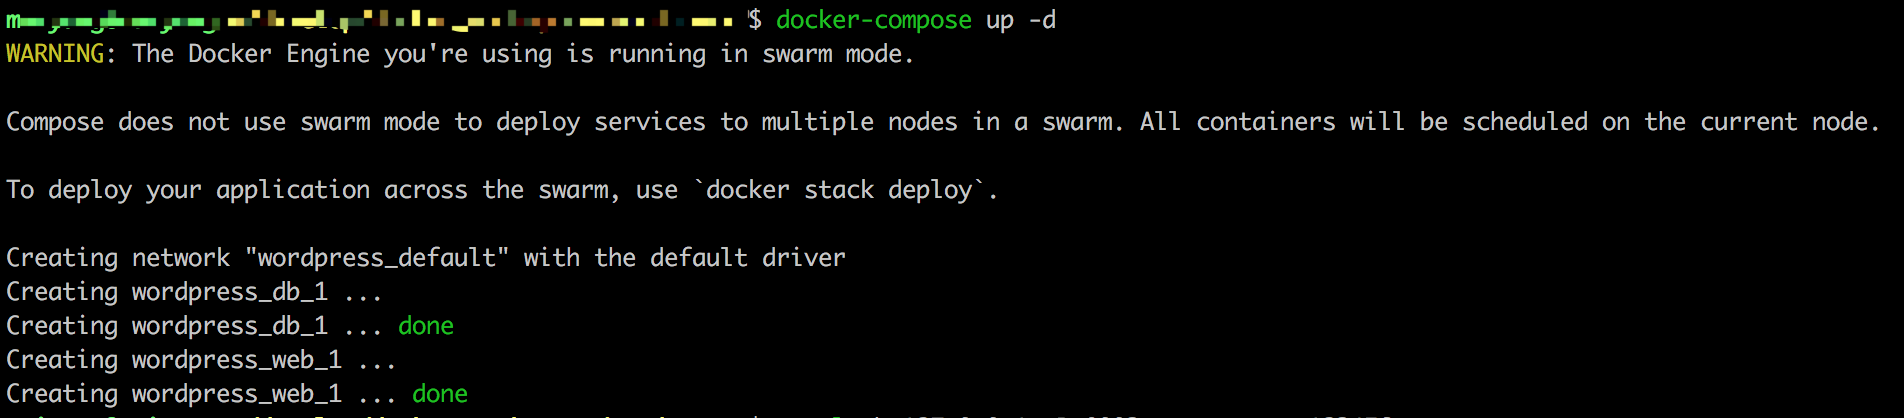 $ docker-compose up -d
WARNING: The Docker Engine you're using is running in swarm mode.
Compose does not use swarm mode to deploy services to multiple nodes in a swarm. All containers will be scheduled on the current node.
To deploy your application across the swarm, use `docker stack deploy`.
Creating network "wordpress_default" with the default driver
Creating wordpress_db_1 ...
Creating wordpress_db_1 ... done
Creating wordpress_web_1 ...
Creating wordpress_web_1 ... done